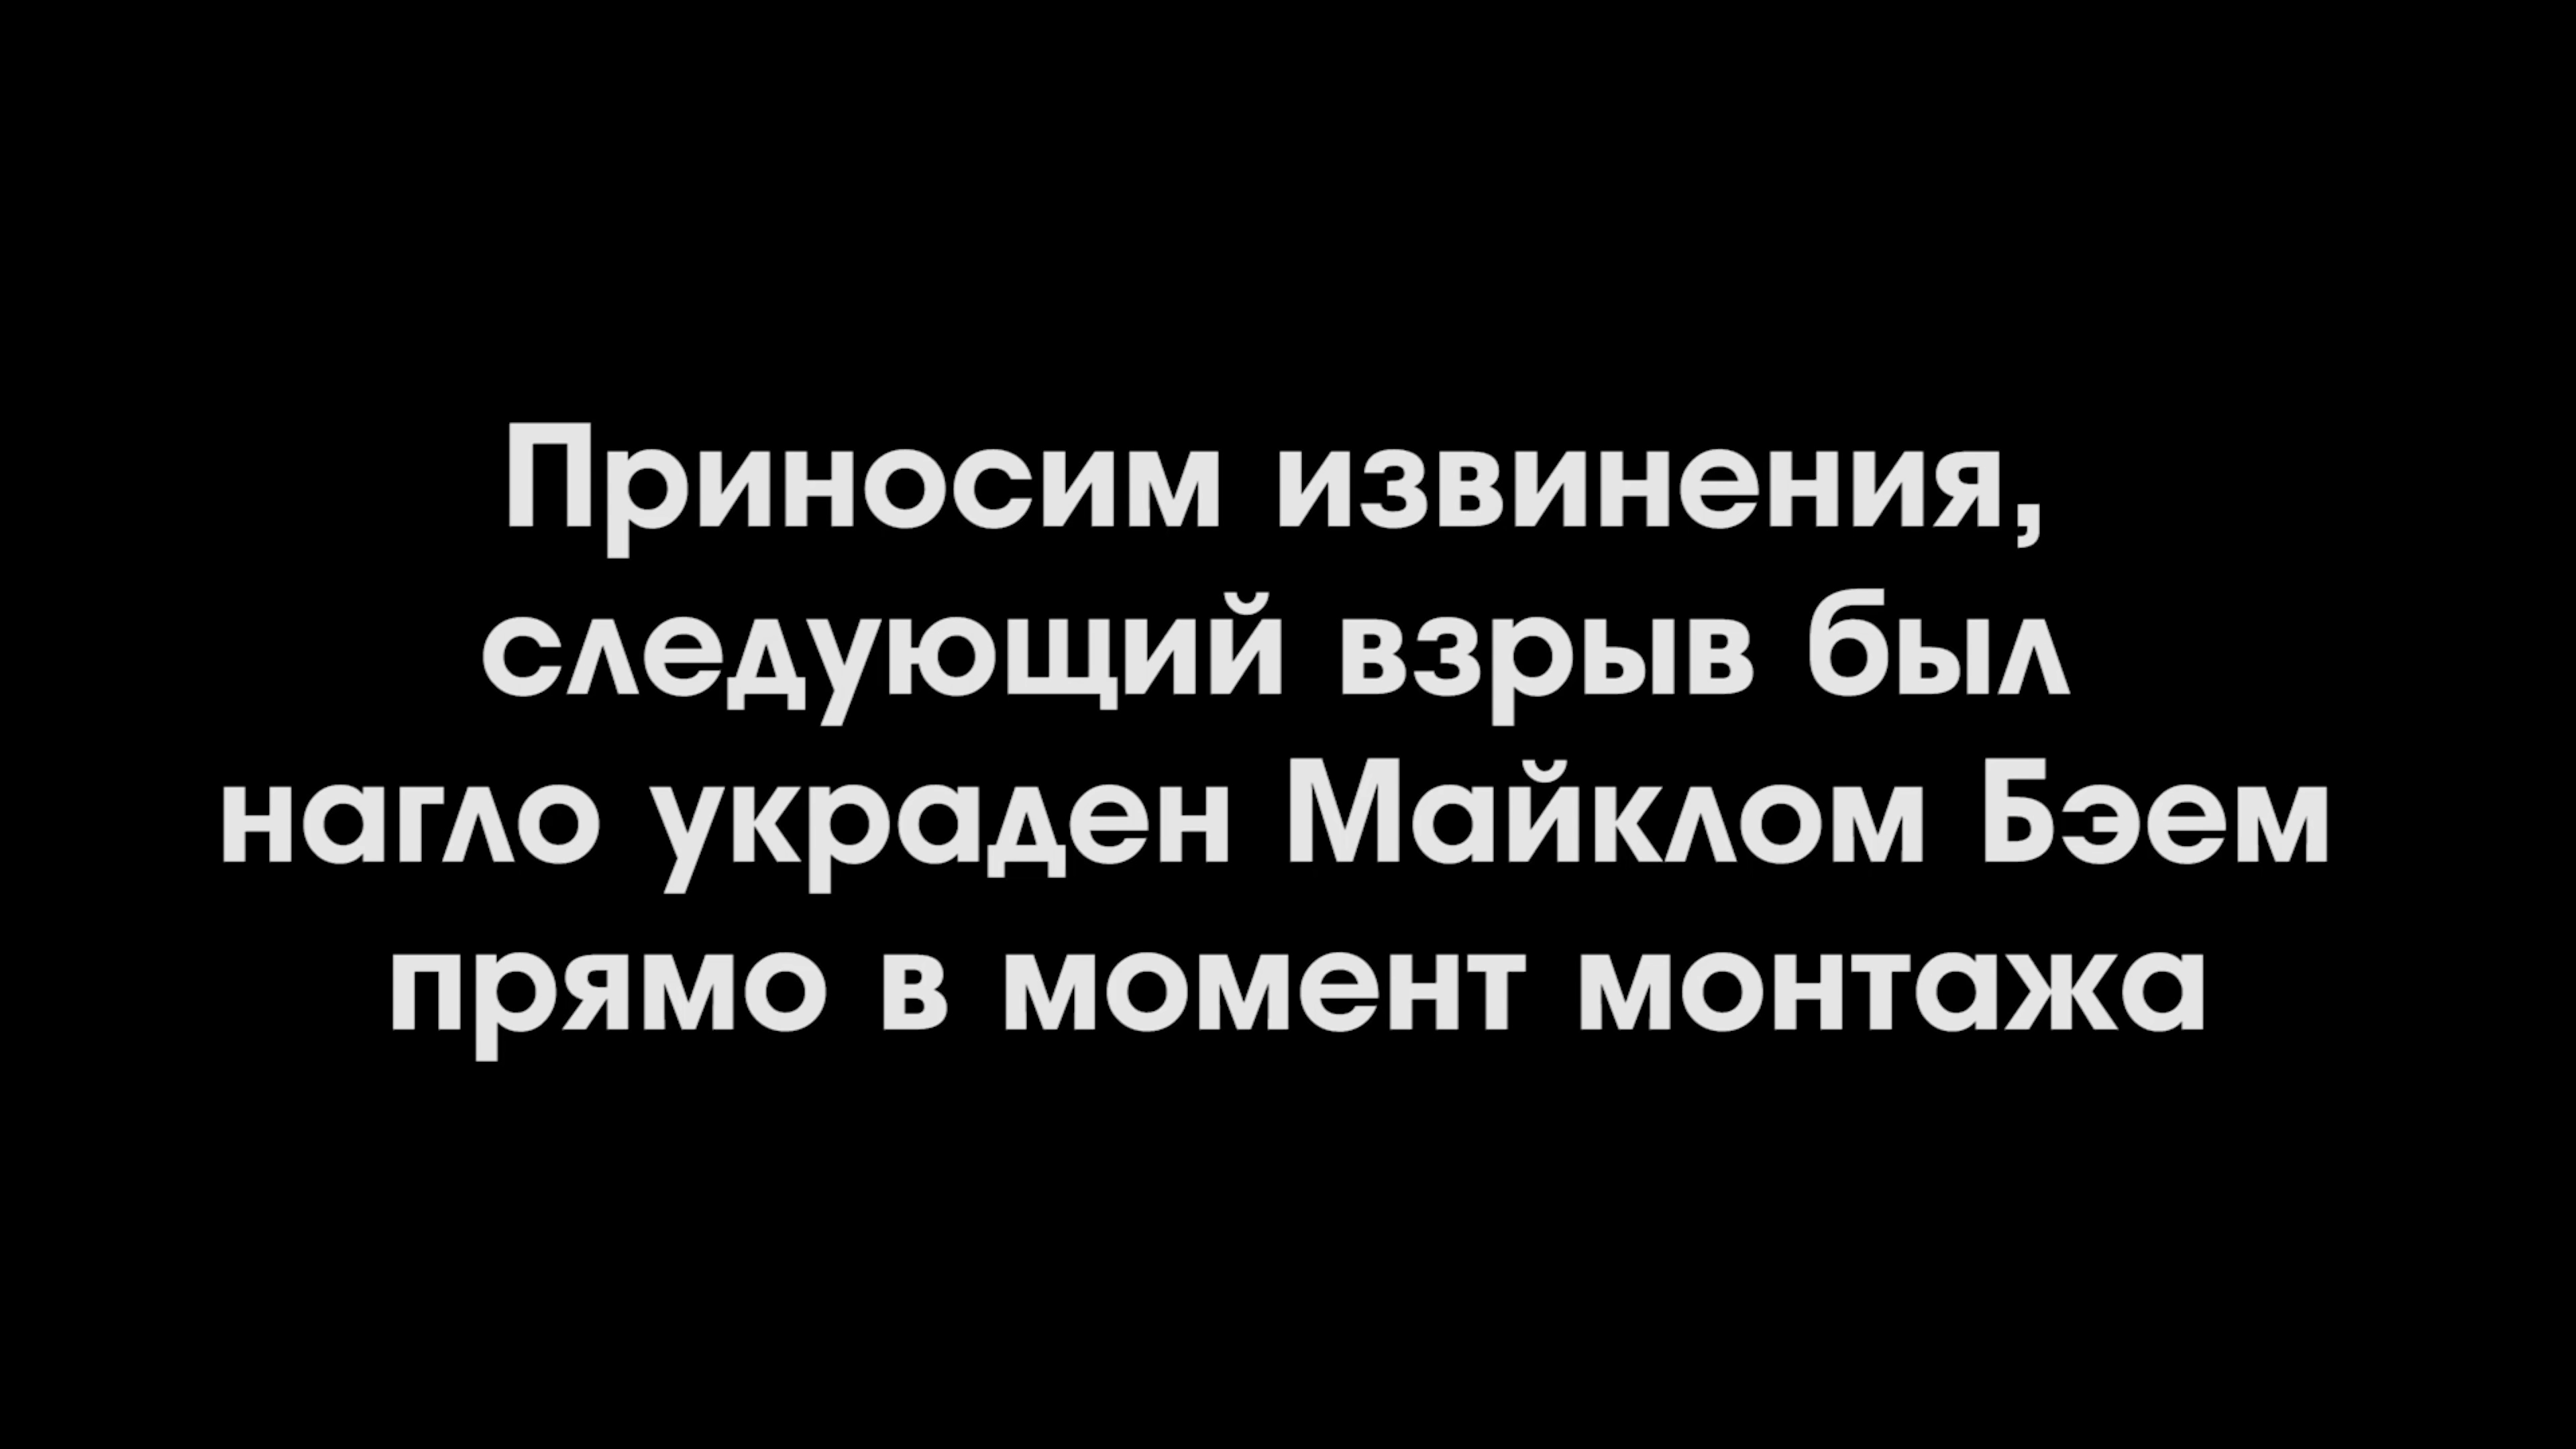 Приносим извинения,
следующий взрыв был
нагло украден Майклом Бэем
прямо в момент монтажа